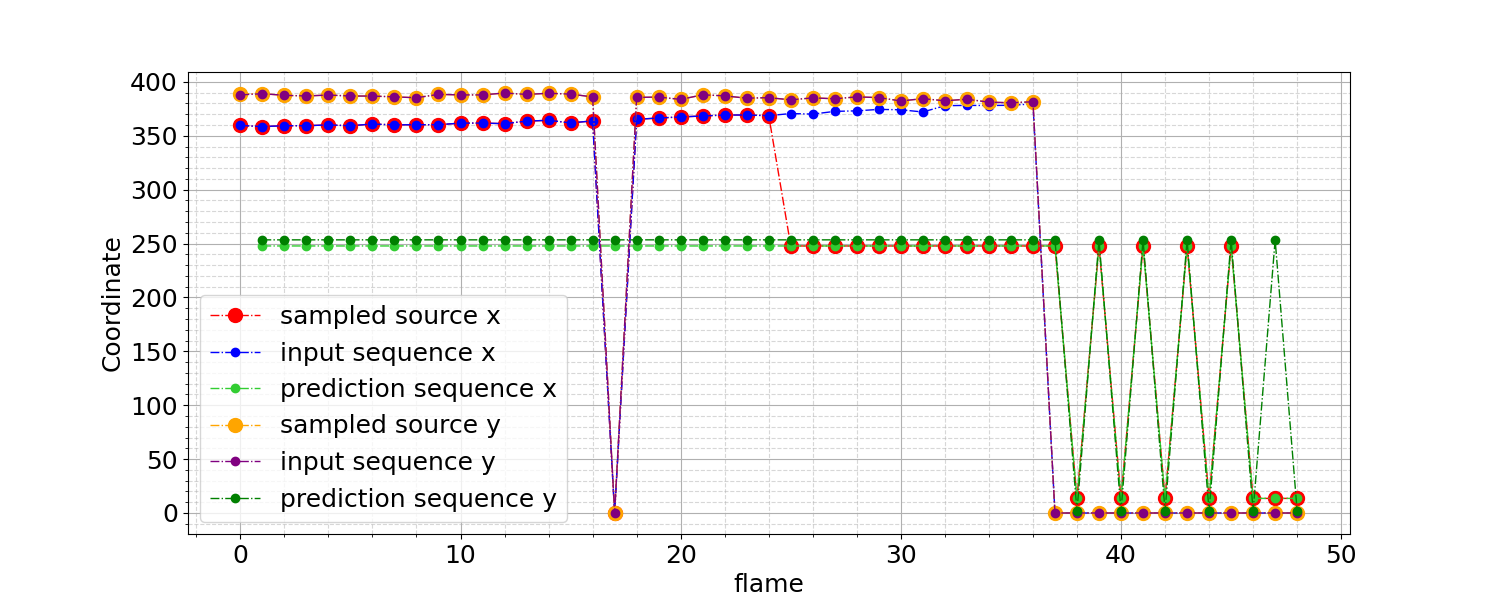 400
350
300
250
200
150
100
50
0
Coordinate
sampled source x
input sequence x
prediction sequence x
sampled source y
input sequence y
prediction sequence y
0 10 20 30 40 50
flame